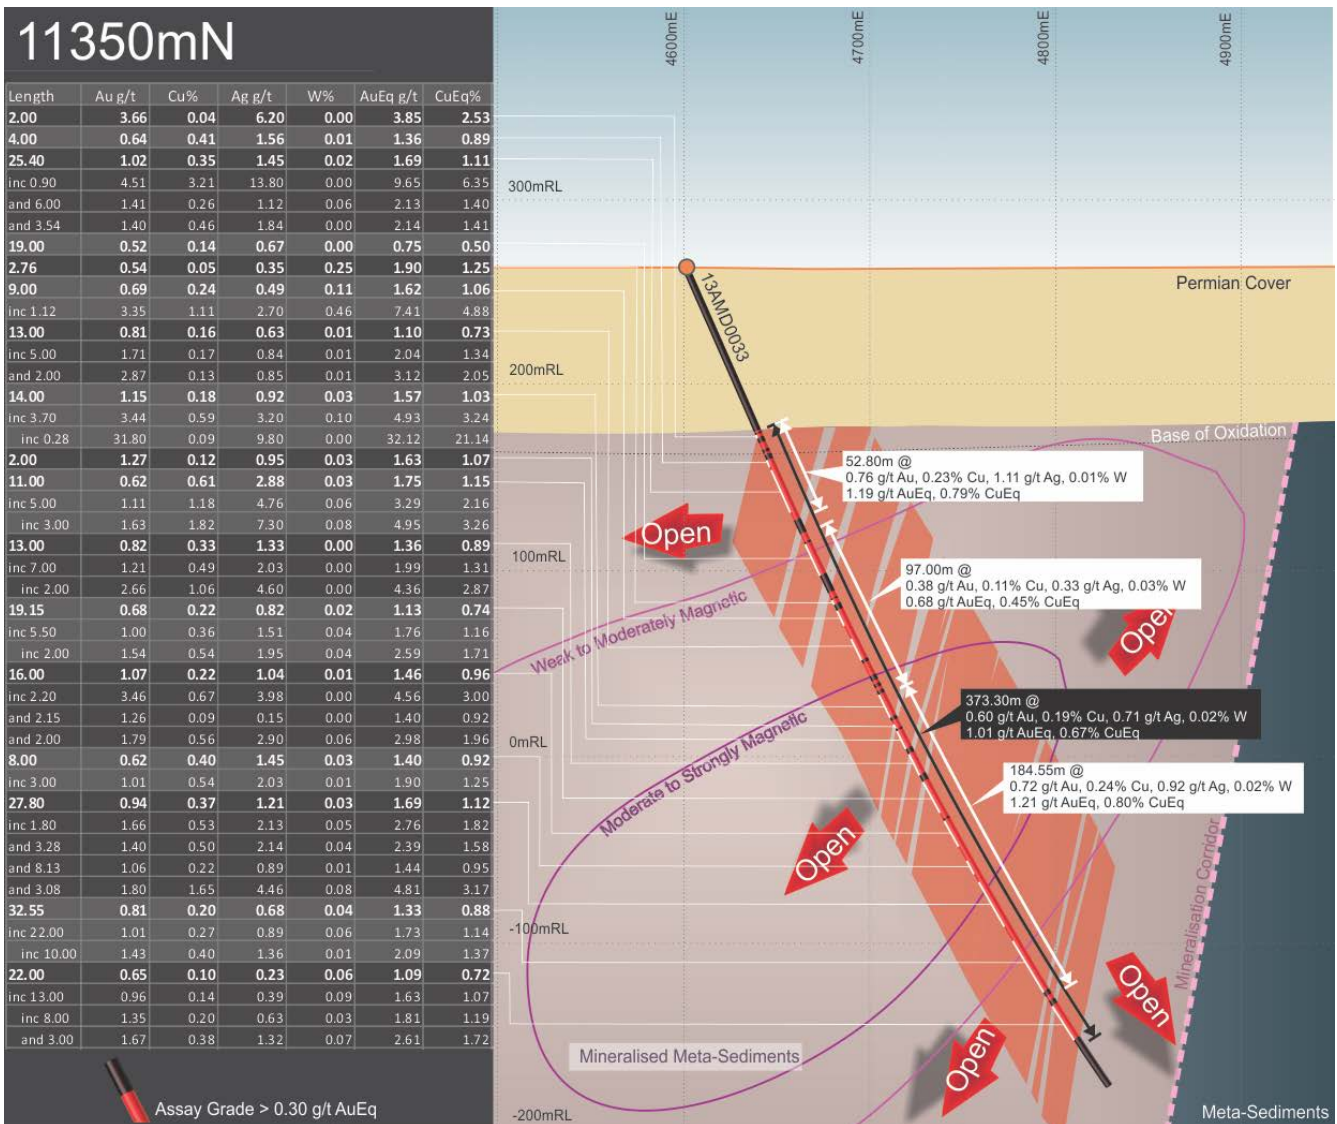 11350mN
Length Au g/t Cu% Ag g/t W% AuEq g/t CuEq%
2.00 3.66 0.04 6.20 0.00 3.85 2.53
4.00 0.64 0.41 1.56 0.01 1.36 0.89
25.40 1.02 0.35 1.45 0.02 1.69 1.11
inc 0.90 4.51 3.21 13.80 0.00 9.65 6.35
and 6.00 1.41 0.26 1.12 0.06 2.13 1.40
and 3.54 1.40 0.46 1.84 0.00 2.14 1.41
19.00 0.52 0.14 0.67 0.00 0.75 0.50
2.76 0.54 0.05 0.35 0.25 1.90 1.25
9.00 0.69 0.24 0.49 0.11 1.62 1.06
inc 1.12 3.35 1.11 2.70 0.46 7.41 4.88
13.00 0.81 0.16 0.63 0.01 1.10 0.73
inc 5.00 1.71 0.17 0.84 0.01 2.04 1.34
and 2.00 2.87 0.13 0.85 0.01 3.12 2.05
14.00 1.15 0.18 0.92 0.03 1.57 1.03
inc 3.70 3.44 0.59 3.20 0.10 4.93 3.24
inc 0.28 31.80 0.09 9.80 0.00 32.12 21.14
2.00 1.27 0.12 0.95 0.03 1.63 1.07
11.00 0.62 0.61 2.88 0.03 1.75 1.15
inc 5.00 1.11 1.18 4.76 0.06 3.29 2.16
inc 3.00 1.63 1.82 7.30 0.08 4.95 3.26
13.00 0.82 0.33 1.33 0.00 1.36 0.89
inc 7.00 1.21 0.49 2.03 0.00 1.99 1.31
inc 2.00 2.66 1.06 4.60 0.00 4.36 2.87
19.15 0.68 0.22 0.82 0.02 1.13 0.74
inc 5.50 1.00 0.36 1.51 0.04 1.76 1.16
inc 2.00 1.54 0.54 1.95 0.04 2.59 1.71
16.00 1.07 0.22 1.04 0.01 1.46 0.96
inc 2.20 3.46 0.67 3.98 0.00 4.56 3.00
and 2.15 1.26 0.09 0.15 0.00 1.40 0.92
and 2.00 1.79 0.56 2.90 0.06 2.98 1.96
8.00 0.62 0.40 1.45 0.03 1.40 0.92
inc 3.00 1.01 0.54 2.03 0.01 1.90 1.25
27.80 0.94 0.37 1.21 0.03 1.69 1.12
inc 1.80 1.66 0.53 2.13 0.05 2.76 1.82
and 3.28 1.40 0.50 2.14 0.04 2.39 1.58
and 8.13 1.06 0.22 0.89 0.01 1.44 0.95
and 3.08 1.80 1.65 4.46 0.08 4.81 3.17
32.55 0.81 0.20 0.68 0.04 1.33 0.88
inc 22.00 1.01 0.27 0.89 0.06 1.73 1.14
inc 10.00 1.43 0.40 1.36 0.01 2.09 1.37
22.00 0.65 0.10 0.23 0.06 1.09 0.72
inc 13.00 0.96 0.14 0.39 0.09 1.63 1.07
inc 8.00 1.35 0.20 0.63 0.03 1.81 1.19
and 3.00 1.67 0.38 1.32 0.07 2.61 1.72
Assay Grade > 0.30 g/t AuEq
4600mE
4700mE
4800mE
4900mE
300mRL
Permian Cover
13AMD0033
200mRL
Base of Oxidation
52.80m @
0.76 g/t Au, 0.23% Cu, 1.11 g/t Ag, 0.01% W
1.19 g/t AuEq, 0.79% CuEq
Open
100mRL
97.00m @
0.38 g/t Au, 0.11% Cu, 0.33 g/t Ag, 0.03% W
0.68 g/t AuEq, 0.45% CuEq
Weak to Moderately Magnetic
Open
373.30m @
0.60 g/t Au, 0.19% Cu, 0.71 g/t Ag, 0.02% W
1.01 g/t AuEq, 0.67% CuEq
0mRL
Moderate to Strongly Magnetic
184.55m @
0.72 g/t Au, 0.24% Cu, 0.92 g/t Ag, 0.02% W
1.21 g/t AuEq, 0.80% CuEq
Open
Mineralisation Corridor
-100mRL
Open
Open
Mineralised Meta-Sediments
-200mRL
Meta-Sediments